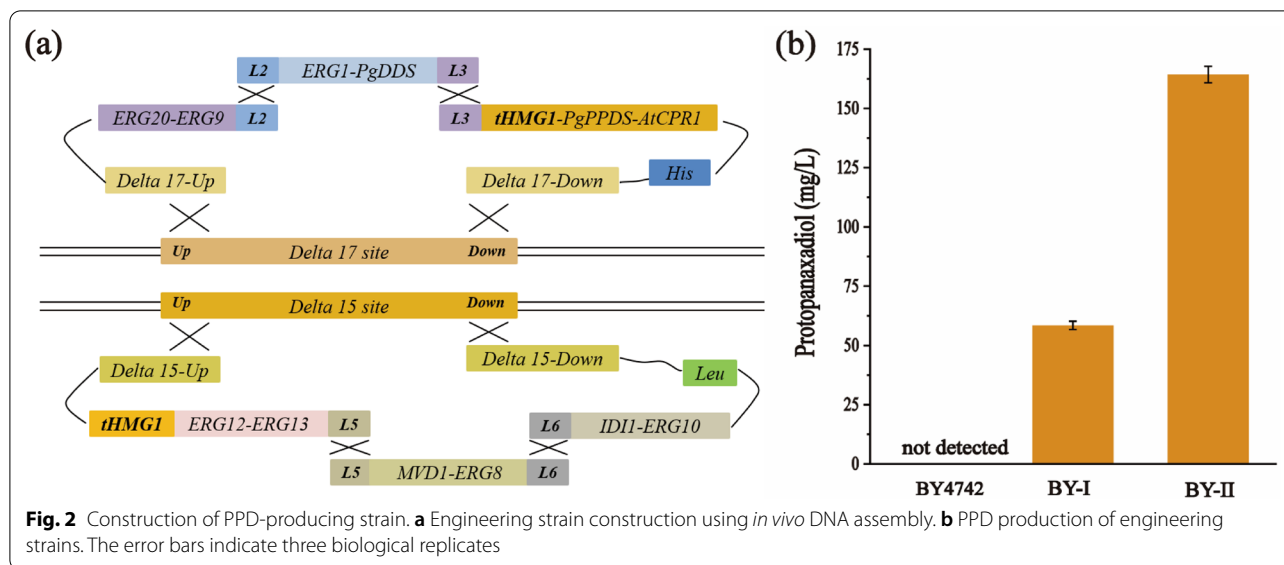 (a)
L2 ERG1-PgDDS L3
ERG20-ERG9 L2 L3 tHMG1-PgPPDS-AtCPR1
Delta 17-Up Delta 17-Down His
Up Delta 17 site Down
Up Delta 15 site Down
Delta 15-Up Delta 15-Down Leu
tHMG1 ERG12-ERG13 L5 L6 IDI1-ERG10
L5 MVD1-ERG8 L6
(b)
Protopanaxadiol (mg/L)
175
150
125
100
75
50
25
0
not detected
BY4742 BY-I BY-II
Fig. 2 Construction of PPD-producing strain. a Engineering strain construction using in vivo DNA assembly. b PPD production of engineering
strains. The error bars indicate three biological replicates